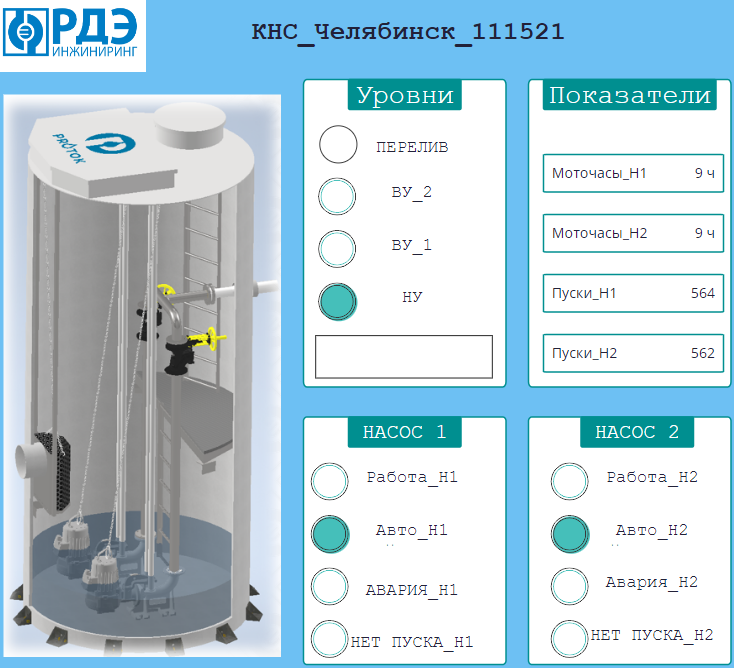 РДЭ
ИНЖИНИРИНГ
КНС_Челябинск_111521
PROTOK
Уровни
ПЕРЕЛИВ
ВУ_2
ВУ_1
НУ
Показатели
Моточасы_Н1 9 ч
Моточасы_Н2 9 ч
Пуски_Н1 564
Пуски_Н2 562
НАСОС 1
Работа_Н1
Авто_Н1
АВАРИЯ_Н1
НЕТ ПУСКА_Н1
НАСОС 2
Работа_Н2
Авто_Н2
Авария_Н2
НЕТ ПУСКА_Н2